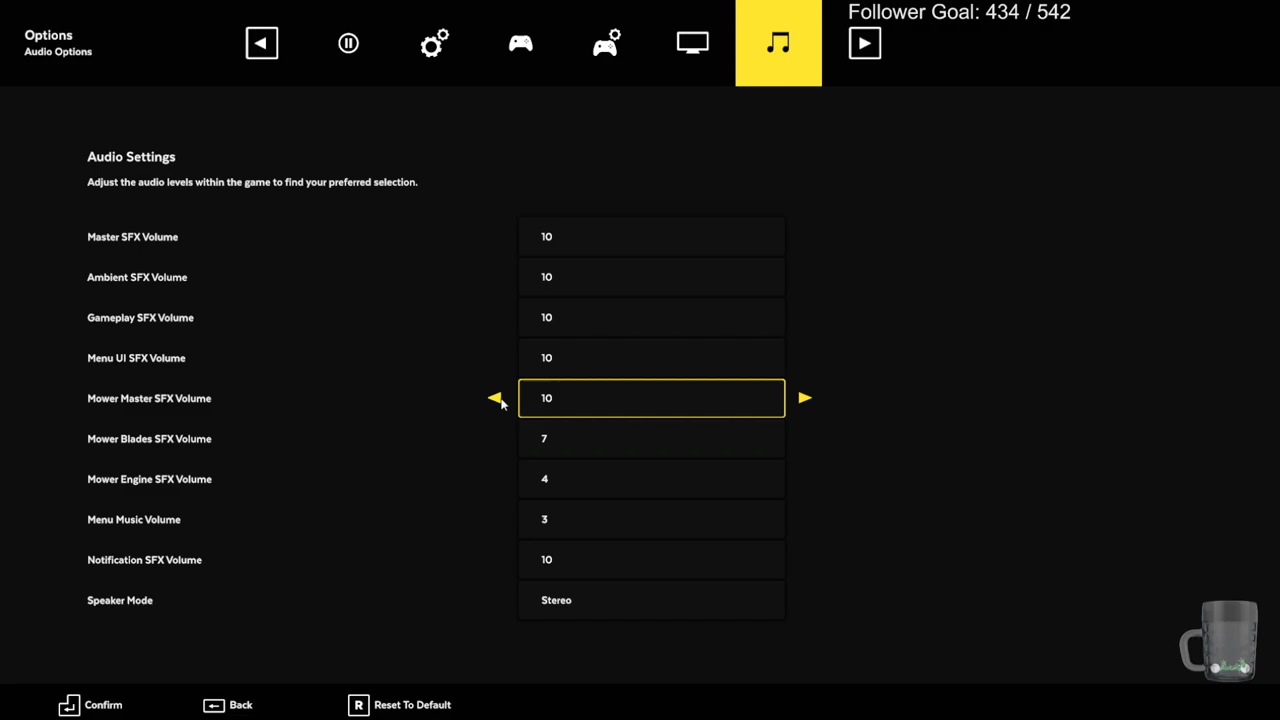 Follower Goal: 434 / 542
Options
Audio Options
Audio Settings
Adjust the audio levels within the game to find your preferred selection.
Master SFX Volume 10
Ambient SFX Volume 10
Gameplay SFX Volume 10
Menu UI SFX Volume 10
Mower Master SFX Volume 10
Mower Blades SFX Volume 7
Mower Engine SFX Volume 4
Menu Music Volume 3
Notification SFX Volume 10
Speaker Mode Stereo
Confirm Back R Reset To Default